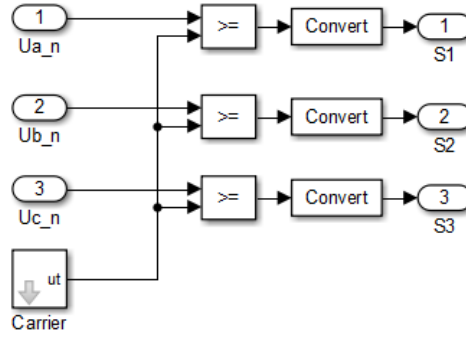 1 >= Convert 1
Ua_n S1
2 >= Convert 2
Ub_n S2
3 >= Convert 3
Uc_n S3
ut
Carrier